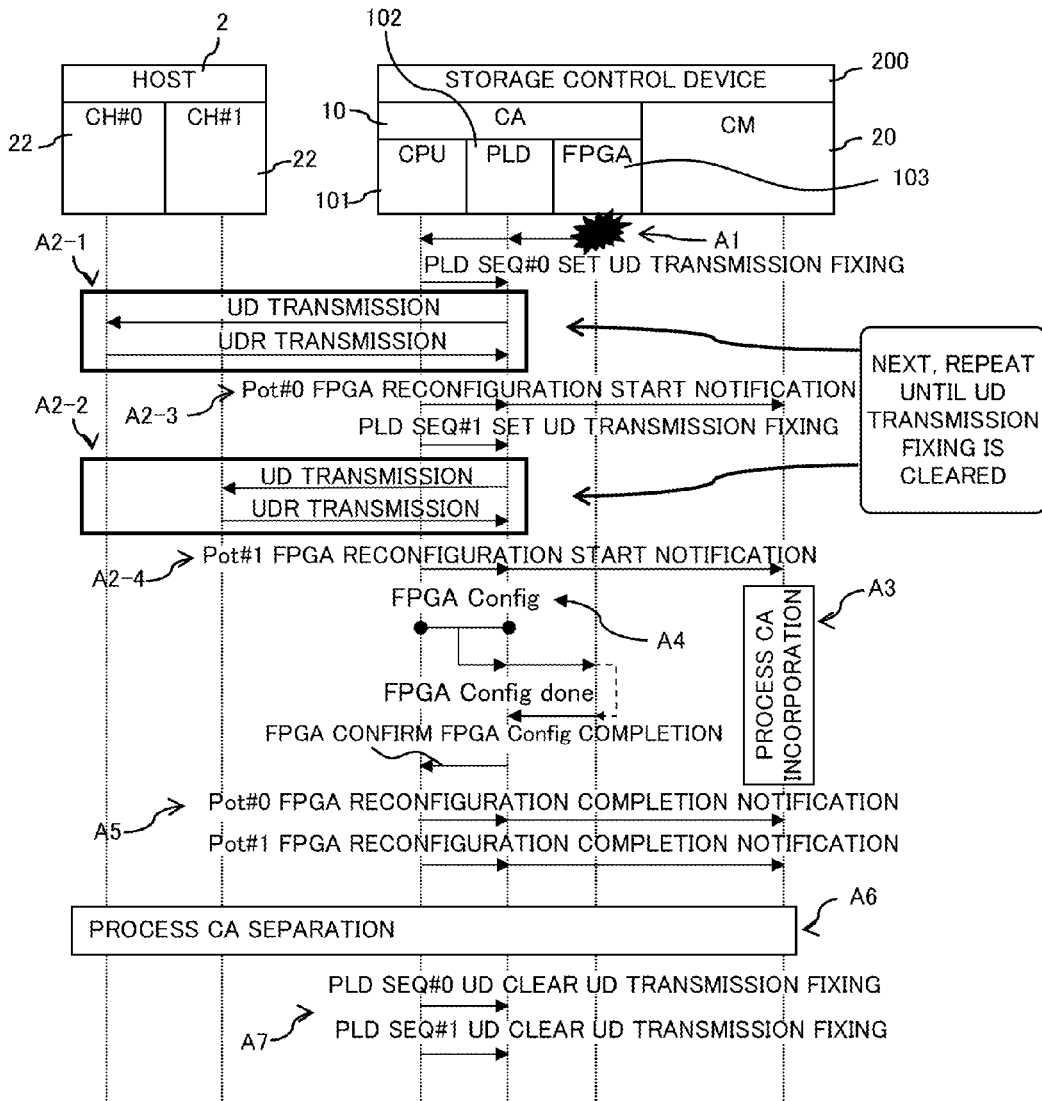 102
2
HOST
STORAGE CONTROL DEVICE
200
CH#0
CH#1
10
CA
CM
22
22
CPU
PLD
FPGA
20
101
103
A1
A2-1
PLD SEQ#0 SET UD TRANSMISSION FIXING
UD TRANSMISSION
UDR TRANSMISSION
NEXT, REPEAT
UNTIL UD
TRANSMISSION
FIXING IS
CLEARED
A2-2
A2-3
Pot#0 FPGA RECONFIGURATION START NOTIFICATION
PLD SEQ#1 SET UD TRANSMISSION FIXING
UD TRANSMISSION
UDR TRANSMISSION
A2-4
Pot#1 FPGA RECONFIGURATION START NOTIFICATION
A3
FPGA Config
A4
PROCESS CA
INCORPORATION
FPGA Config done
FPGA CONFIRM FPGA Config COMPLETION
A5
Pot#0 FPGA RECONFIGURATION COMPLETION NOTIFICATION
Pot#1 FPGA RECONFIGURATION COMPLETION NOTIFICATION
A6
PROCESS CA SEPARATION
PLD SEQ#0 UD CLEAR UD TRANSMISSION FIXING
A7
PLD SEQ#1 UD CLEAR UD TRANSMISSION FIXING